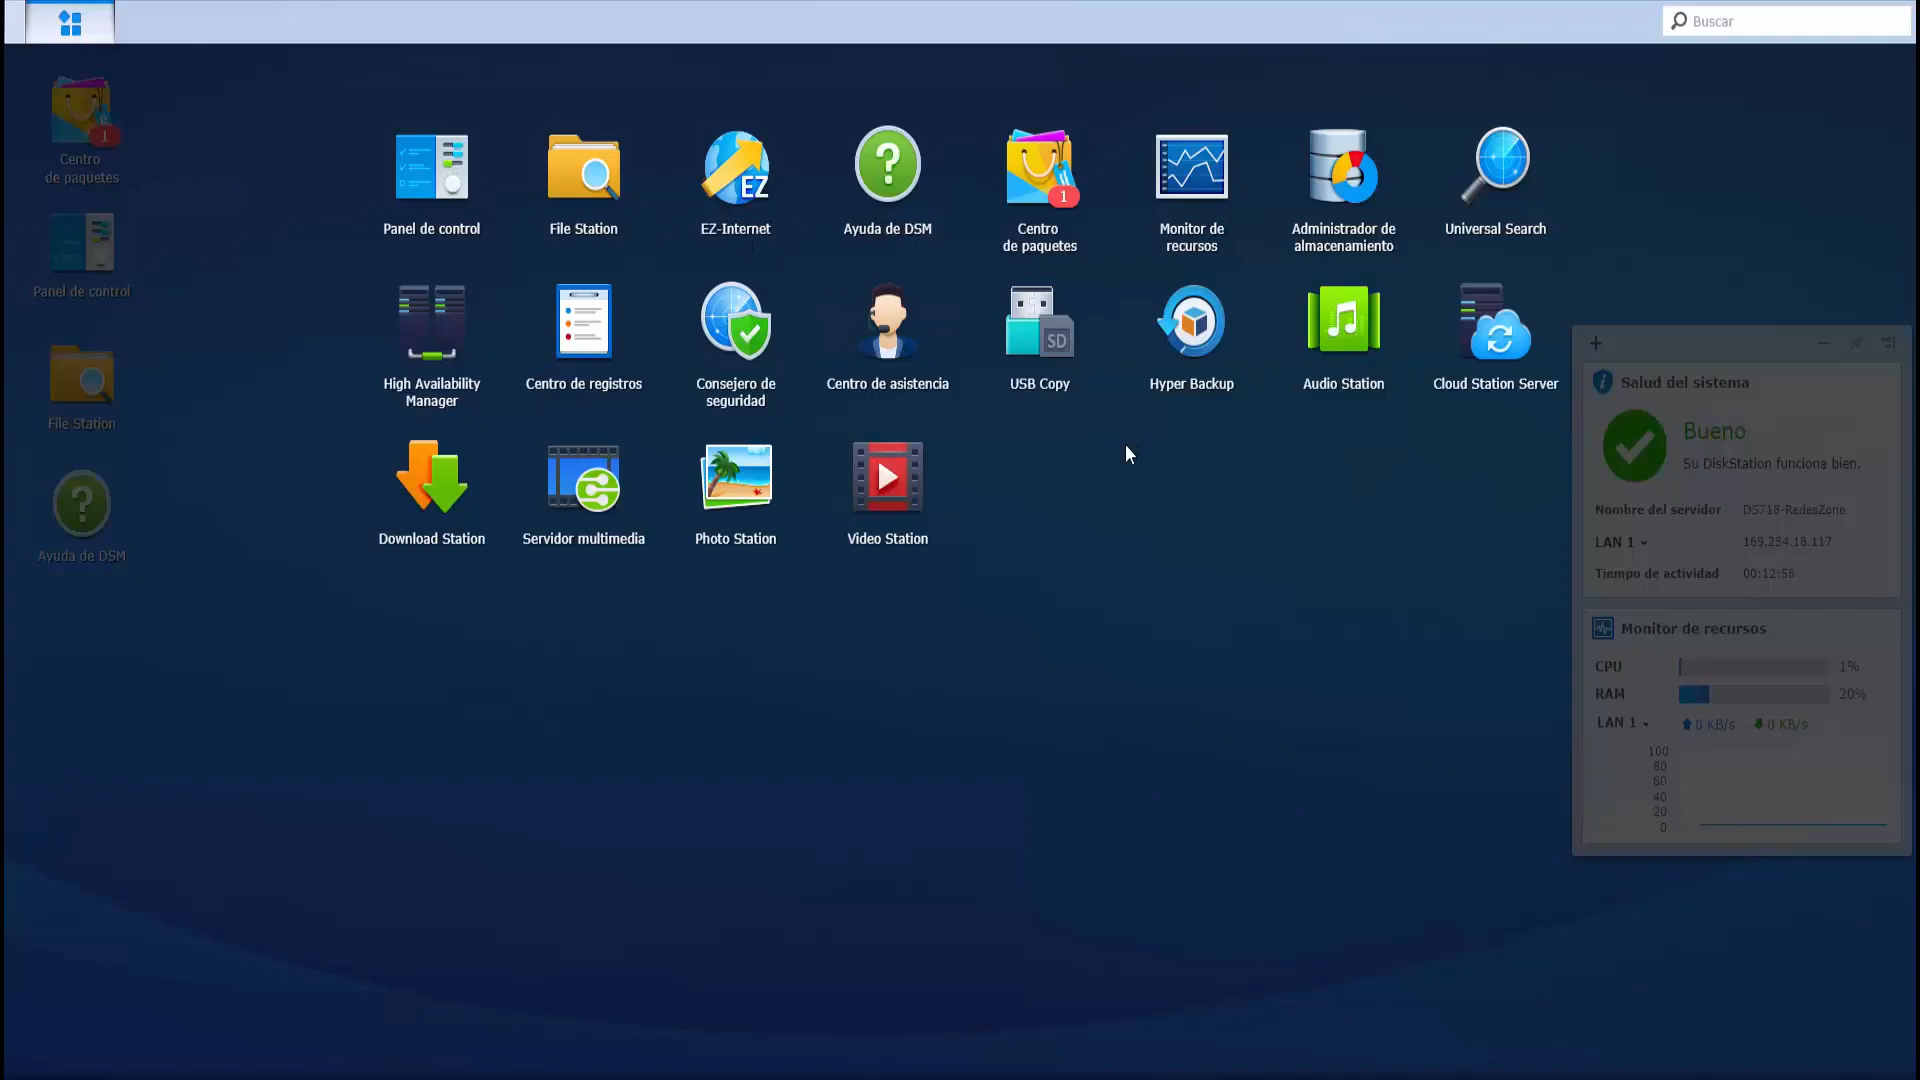 Buscar
Centro
de paquetes
1
Panel de control
File Station
Ayuda de DSM
Panel de control
File Station
EZ
EZ-Internet
Ayuda de DSM
1
Centro
de paquetes
Monitor de
recursos
Administrador de
almacenamiento
Universal Search
High Availability
Manager
Centro de registros
Consejero de
seguridad
Centro de asistencia
SD
USB Copy
Hyper Backup
Audio Station
Cloud Station Server
Download Station
Servidor multimedia
Photo Station
Video Station
Salud del sistema
Bueno
Su DiskStation funciona bien.
Nombre del servidor DS718-RedesZone
LAN 1 169.254.18.117
Tiempo de actividad 00:12:56
Monitor de recursos
CPU 1%
RAM 20%
LAN 1 0 KB/s 0 KB/s
100
80
60
40
20
0